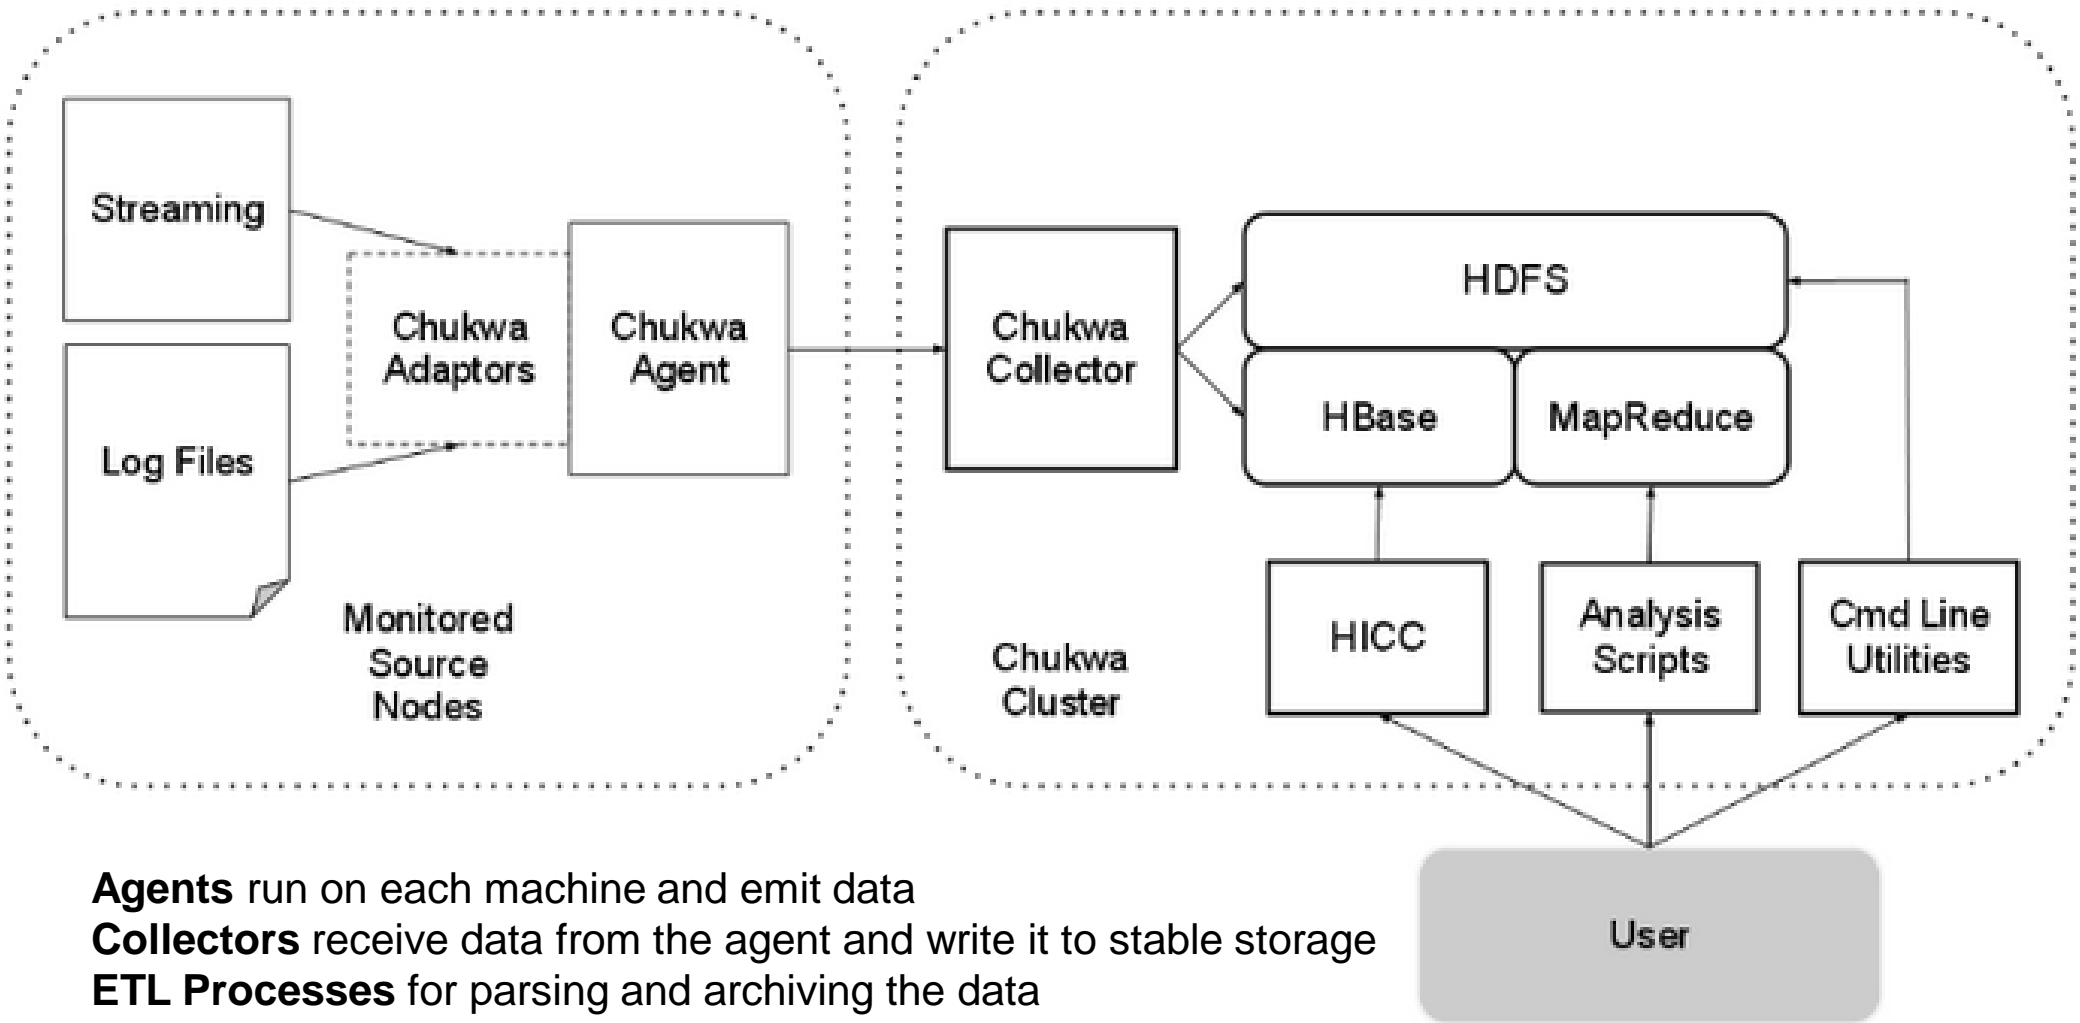 Streaming
Log Files
Chukwa
Adaptors
Chukwa
Agent
Monitored
Source
Nodes
Chukwa
Collector
HDFS
HBase
MapReduce
HICC
Analysis
Scripts
Cmd Line
Utilities
Chukwa
Cluster
User
Agents run on each machine and emit data
Collectors receive data from the agent and write it to stable storage
ETL Processes for parsing and archiving the data